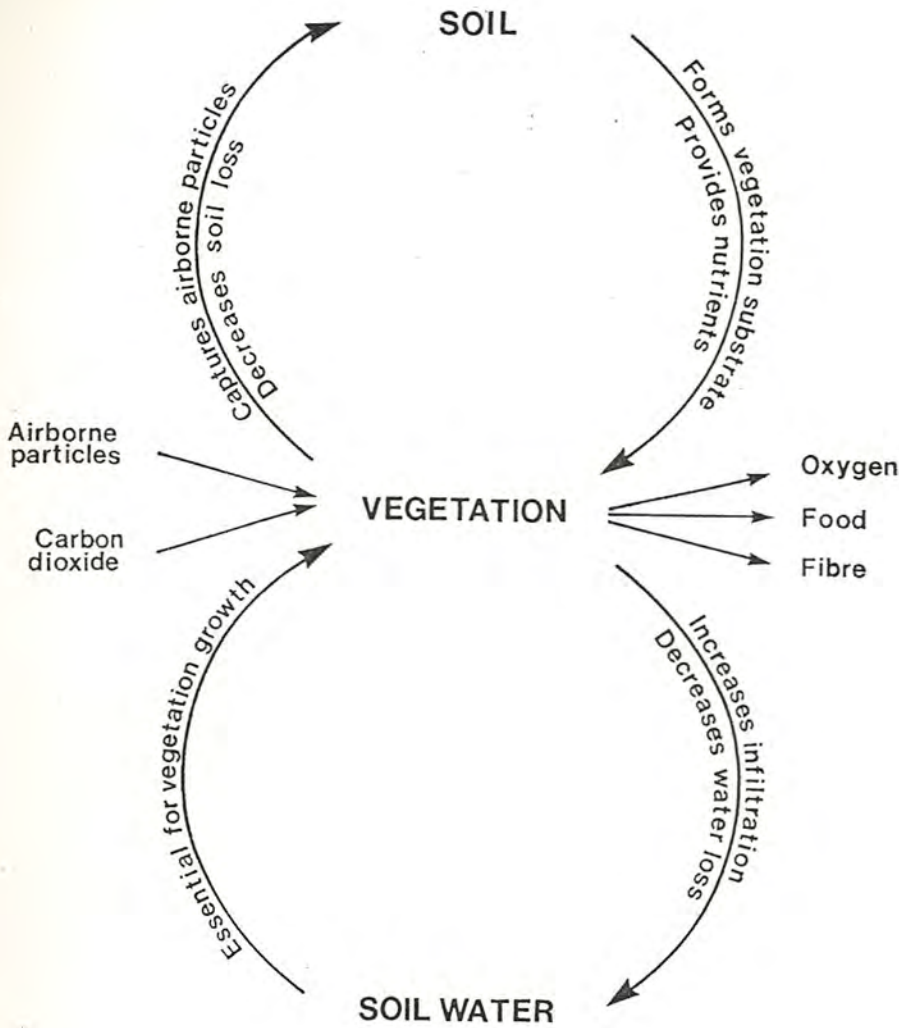 SOIL
Captures airborne particles
Decreases soil loss
Forms vegetation substrate
Provides nutrients
Airborne
particles
Carbon
dioxide
VEGETATION
Oxygen
Food
Fibre
Essential for vegetation growth
Increases infiltration
Decreases water loss
SOIL WATER